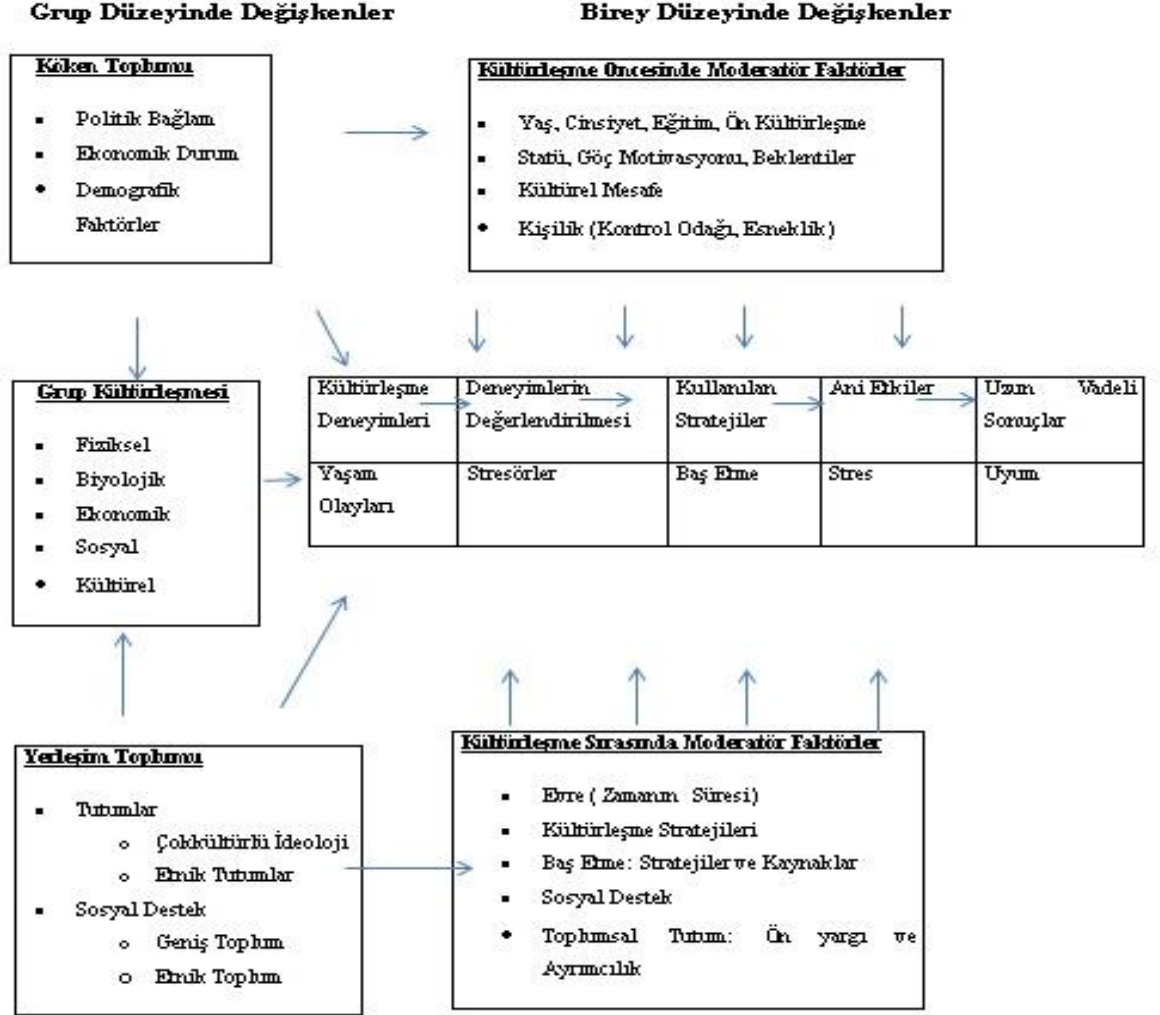 Grup Düzeyinde Değişkenler
Birey Düzeyinde Değişkenler
Köken Toplumu
Politik Bağlam
Ekonomik Durum
Demografik
Faktörler
Kültürleşme Öncesinde Moderatör Faktörler
Yaş, Cinsiyet, Eğitim, Ön Kültürleşme
Statü, Göç Motivasyonu, Beklentiler
Kültürel Mesafe
Kişilik (Kontrol Odağı, Esneklik)
Grup Kültürleşmesi
Fiziksel
Biyolojik
Ekonomik
Sosyal
Kültürel
Kültürleşme
Deneyimleri
Deneyimlerin
Değerlendirilmesi
Kullanılan
Stratejiler
Ani Etkiler
Uzun Vadeli
Sonuçlar
Yaşam
Olayları
Stresörler
Baş Etme
Stres
Uyum
Yerleşim Toplumu
Tutumlar
Çokkültürlü İdeoloji
Etnik Tutumlar
Sosyal Destek
Geniş Toplum
Etnik Toplum
Kültürleşme Sırasında Moderatör Faktörler
Evre ( Zamanın Süresi)
Kültürleşme Stratejileri
Baş Etme: Stratejiler ve Kaynaklar
Sosyal Destek
Toplumsal Tutum: Ön yargı ve
Ayrımcılık